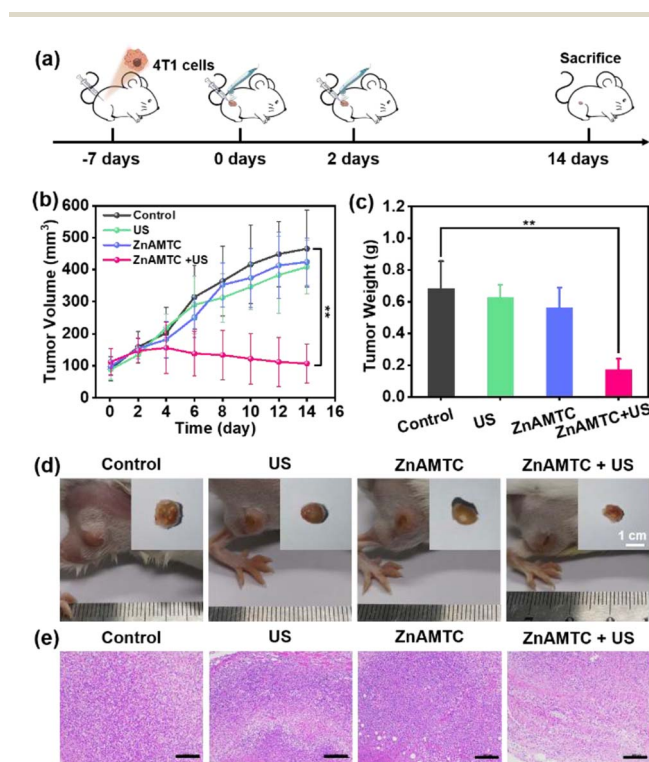 (a)
4T1 cells
Sacrifice
-7 days
0 days
2 days
14 days
(b)
600
500
400
300
200
100
0
Tumor Volume (mm³)
Control
US
ZnAMTC
ZnAMTC +US
**
0 2 4 6 8 10 12 14 16
Time (day)
(c)
1.2
1.0
0.8
0.6
0.4
0.2
0.0
Tumor Weight (g)
**
Control
US
ZnAMTC
ZnAMTC+US
(d)
Control
US
ZnAMTC
ZnAMTC + US
1 cm
(e)
Control
US
ZnAMTC
ZnAMTC + US